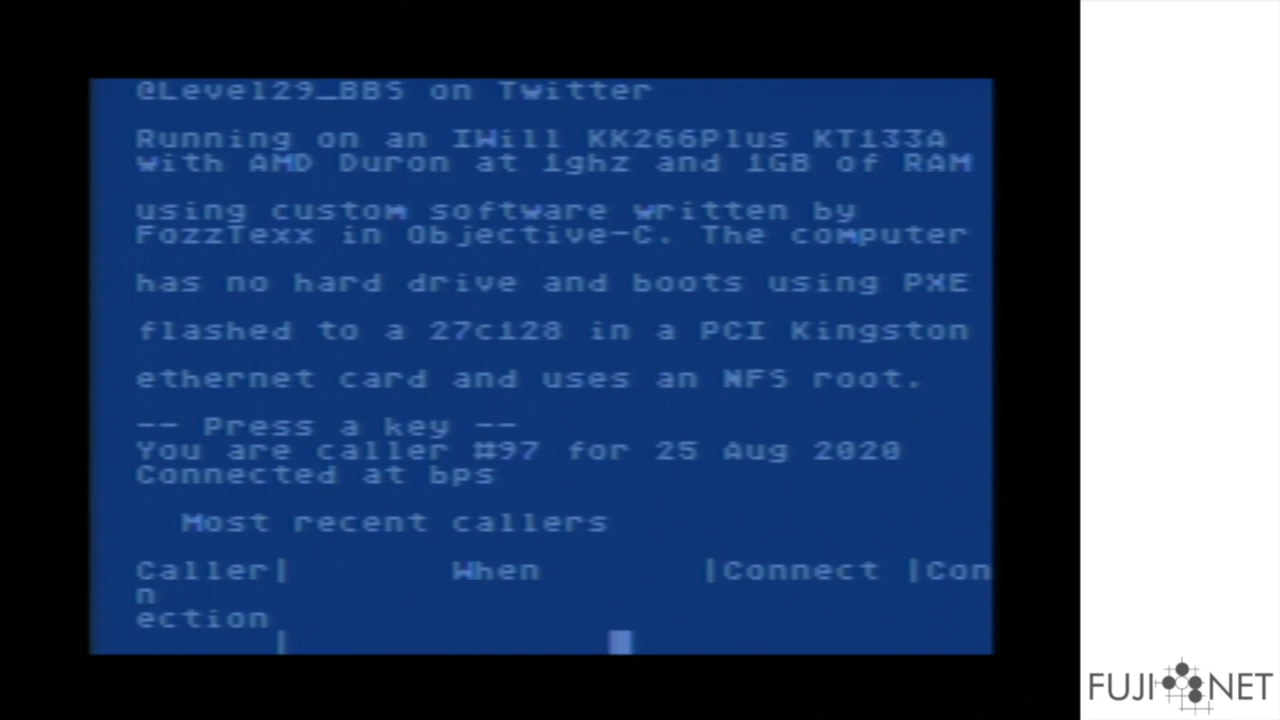 @Level29_BBS on Twitter
Running on an IWill KK266Plus KT133A
with AMD Duron at 1ghz and 1GB of RAM
using custom software written by
FozzTexx in Objective-C. The computer
has no hard drive and boots using PXE
flashed to a 27c128 in a PCI Kingston
ethernet card and uses an NFS root.
-- Press a key --
You are caller #97 for 25 Aug 2020
Connected at bps
Most recent callers
Caller| When |Connect |Con
n
ection
|
FUJINET